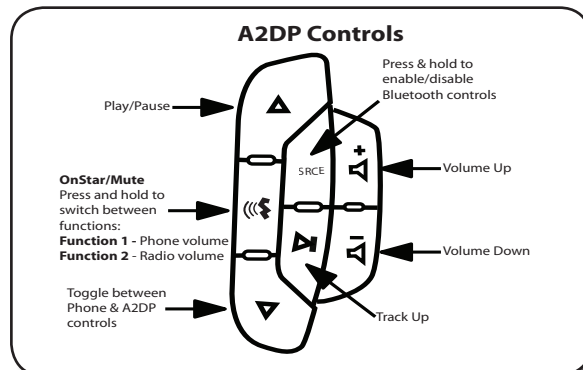 A2DP Controls
Press & hold to
enable/disable
Bluetooth controls
Play/Pause
SRCE
+
Volume Up
OnStar/Mute
Press and hold to
switch between
functions:
Function 1 - Phone volume
Function 2 - Radio volume
–
Volume Down
Toggle between
Phone & A2DP
controls
Track Up